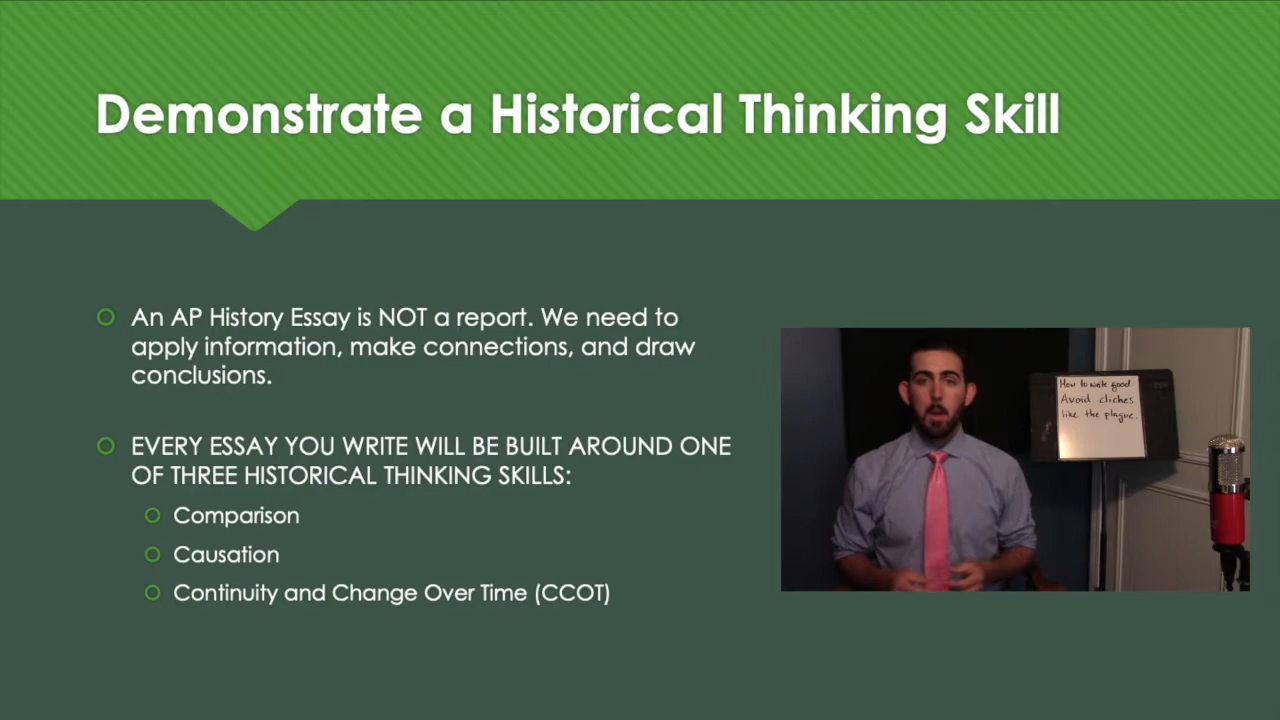 Demonstrate a Historical Thinking Skill
An AP History Essay is NOT a report. We need to
apply information, make connections, and draw
conclusions.
EVERY ESSAY YOU WRITE WILL BE BUILT AROUND ONE
OF THREE HISTORICAL THINKING SKILLS:
Comparison
Causation
Continuity and Change Over Time (CCOT)
How to write good
Avoid cliches
like the plague.